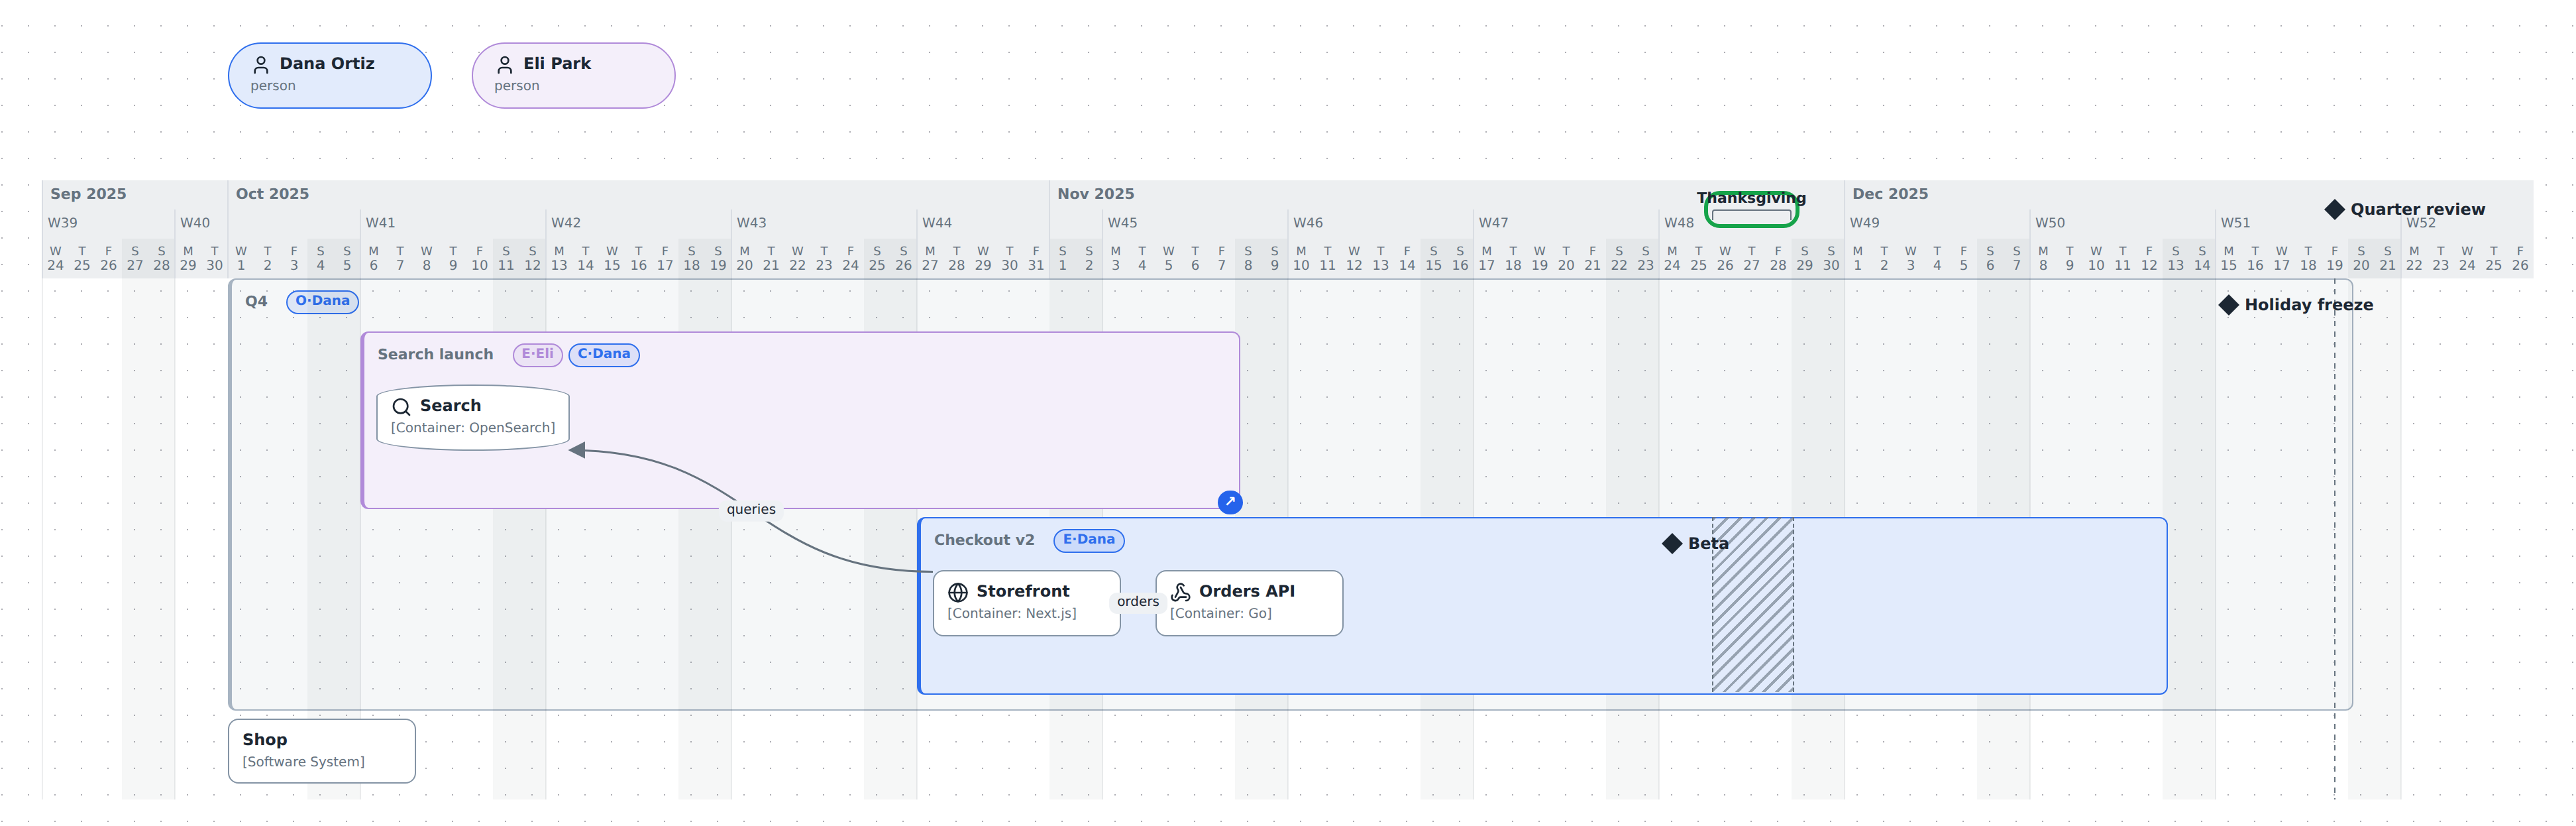 Dana Ortiz
person
Eli Park
person
Sep 2025 Oct 2025 Nov 2025 Thanksgiving Dec 2025
W39 W40 W41 W42 W43 W44 W45 W46 W47 W48 W49 W50 W51 Quarter review W52
W T F S S M T W T F S S M T W T F S S M T W T F S S M T W T F S S M T W T F S S M T W T F S S M T W T F S S M T W T F S S M T W T F S S M T W T F S S M T W T F S S M T W T F S S M T W T F S S M T W T F
24 25 26 27 28 29 30 1 2 3 4 5 6 7 8 9 10 11 12 13 14 15 16 17 18 19 20 21 22 23 24 25 26 27 28 29 30 31 1 2 3 4 5 6 7 8 9 10 11 12 13 14 15 16 17 18 19 20 21 22 23 24 25 26 27 28 29 30 1 2 3 4 5 6 7 8 9 10 11 12 13 14 15 16 17 18 19 20 21 22 23 24 25 26
Q4 O·Dana
Holiday freeze
Search launch E·Eli C·Dana
Search
[Container: OpenSearch]
queries
Checkout v2 E·Dana
Beta
Storefront
[Container: Next.js]
orders
Orders API
[Container: Go]
Shop
[Software System]